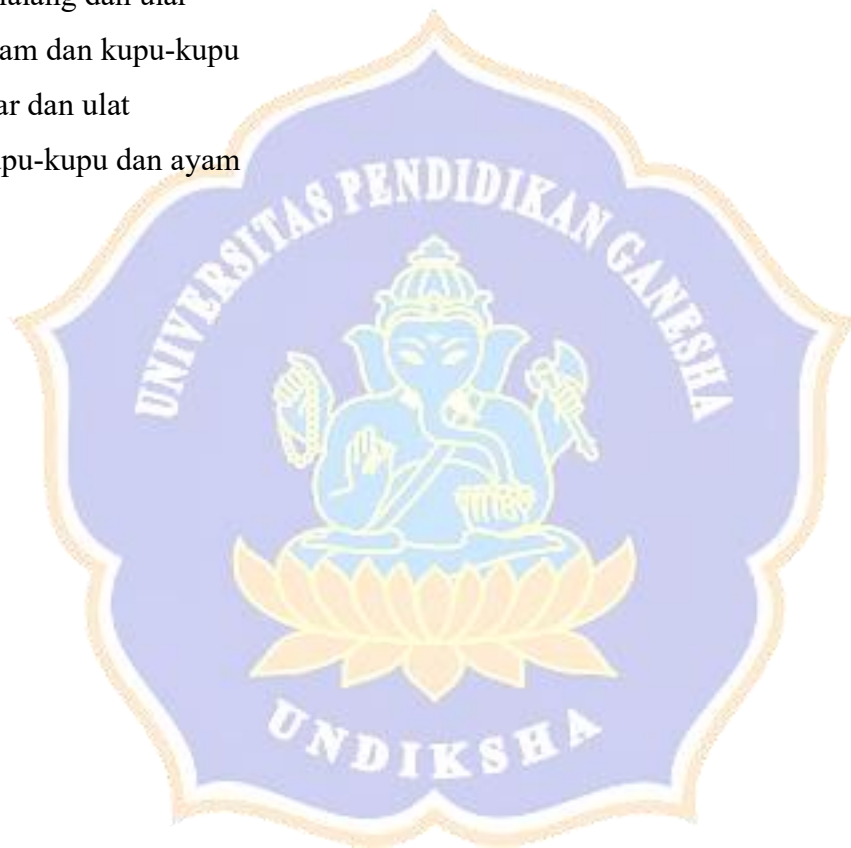 dan ular
dan kupu-kupu
dan ulat
dan ayam
UNIVERSITAS PENDIDIKAN GANESHA
UNDIKSHA